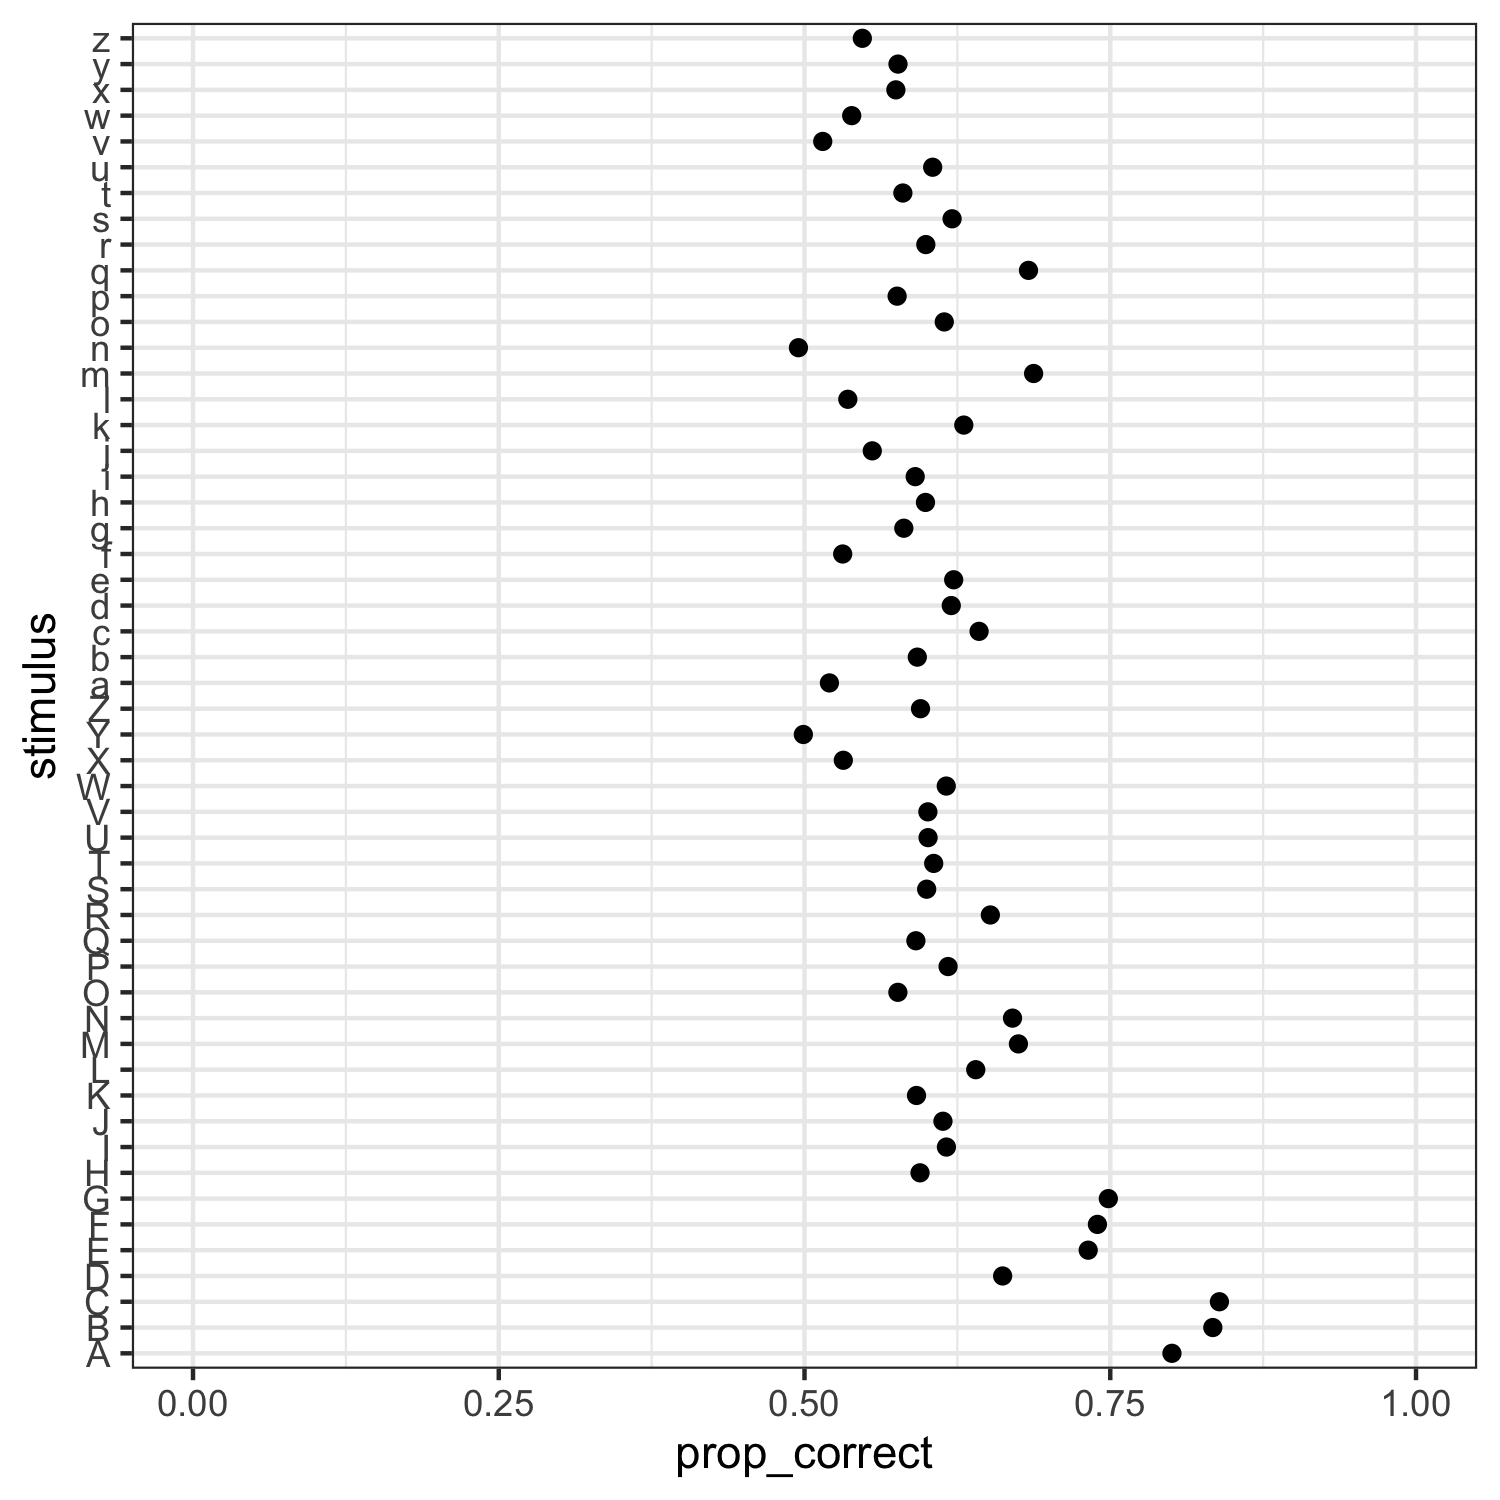 z
y
x
w
v
u
t
s
r
q
p
o
n
m
l
k
j
i
h
g
f
e
d
c
b
a
Z
Y
X
W
V
U
T
S
R
Q
P
O
N
M
L
K
J
I
H
G
F
E
D
C
B
A
stimulus
0.00 0.25 0.50 0.75 1.00
prop_correct